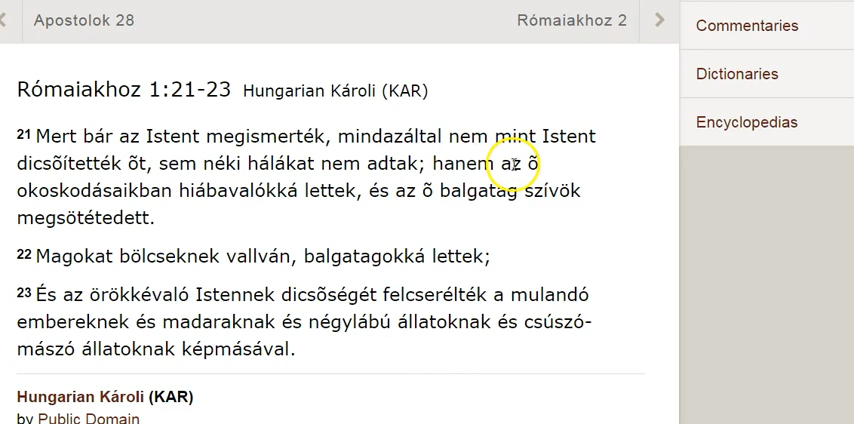 Apostolok 28
Rómaiakhoz 2
Commentaries
Dictionaries
Encyclopedias
Rómaiakhoz 1:21-23 Hungarian Károli (KAR)
21 Mert bár az Istent megismerték, mindazáltal nem mint Istent
dicsõítették õt, sem néki hálákat nem adtak; hanem az õ
okoskodásaikban hiábavalókká lettek, és az õ balgatag szívök
megsötétedett.
22 Magokat bölcseknek vallván, balgatagokká lettek;
23 És az örökkévaló Istennek dicsõségét felcserélték a mulandó
embereknek és madaraknak és négylábú állatoknak és csúszó-
mászó állatoknak képmásával.
Hungarian Károli (KAR)
by Public Domain